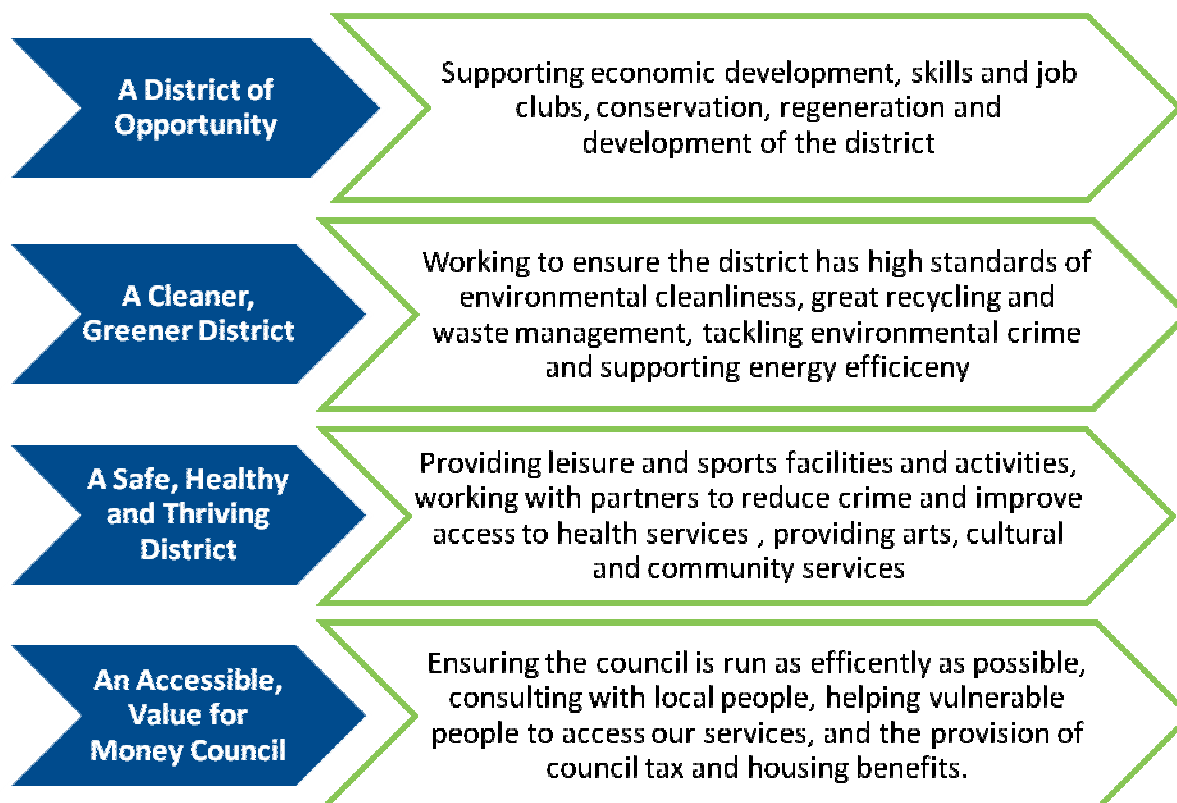 A District of
Opportunity
Supporting economic development, skills and job
clubs, conservation, regeneration and
development of the district
A Cleaner,
Greener District
Working to ensure the district has high standards of
environmental cleanliness, great recycling and
waste management, tackling environmental crime
and supporting energy efficiceny
A Safe, Healthy
and Thriving
District
Providing leisure and sports facilities and activities,
working with partners to reduce crime and improve
access to health services , providing arts, cultural
and community services
An Accessible,
Value for
Money Council
Ensuring the council is run as efficently as possible,
consulting with local people, helping vulnerable
people to access our services, and the provision of
council tax and housing benefits.